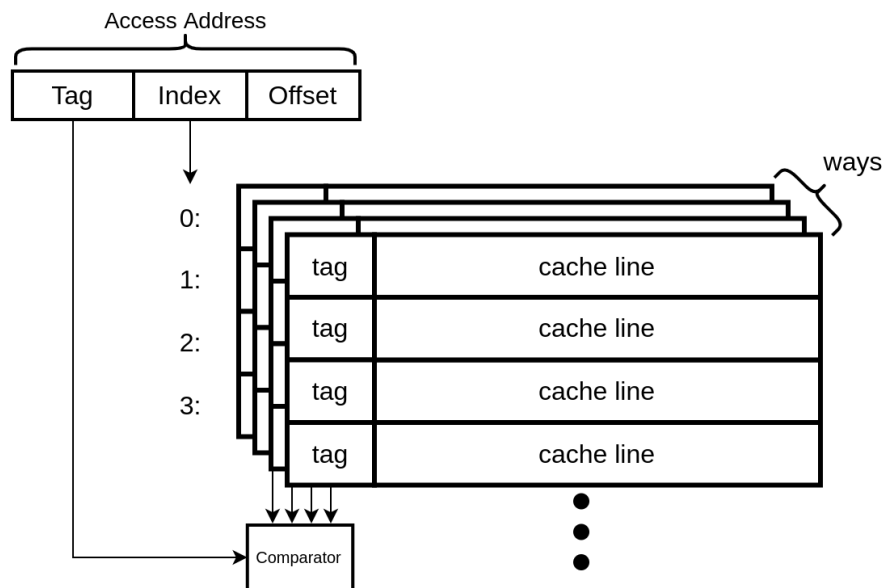 Access Address
Tag Index Offset
ways
0:
tag cache line
1:
tag cache line
2:
tag cache line
3:
tag cache line
Comparator